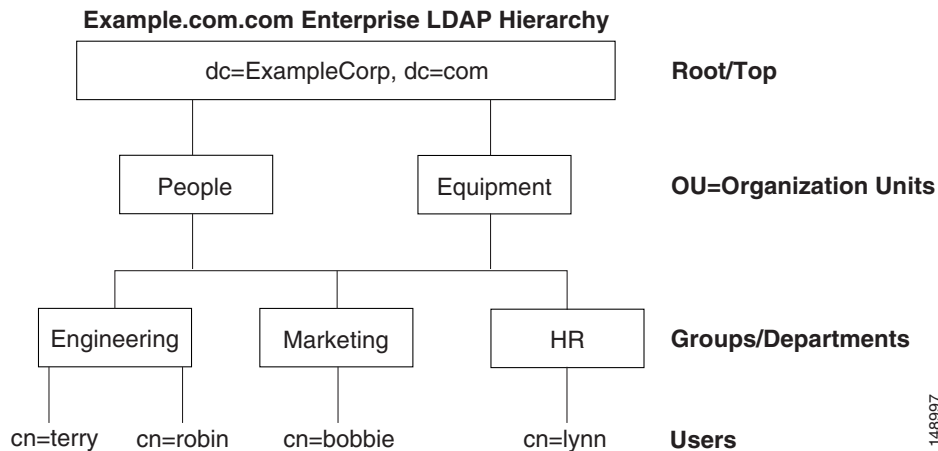 Example.com.com Enterprise LDAP Hierarchy
dc=ExampleCorp, dc=com
Root/Top
People
Equipment
OU=Organization Units
Engineering
Marketing
HR
Groups/Departments
cn=terry
cn=robin
cn=bobbie
cn=lynn
Users
148997